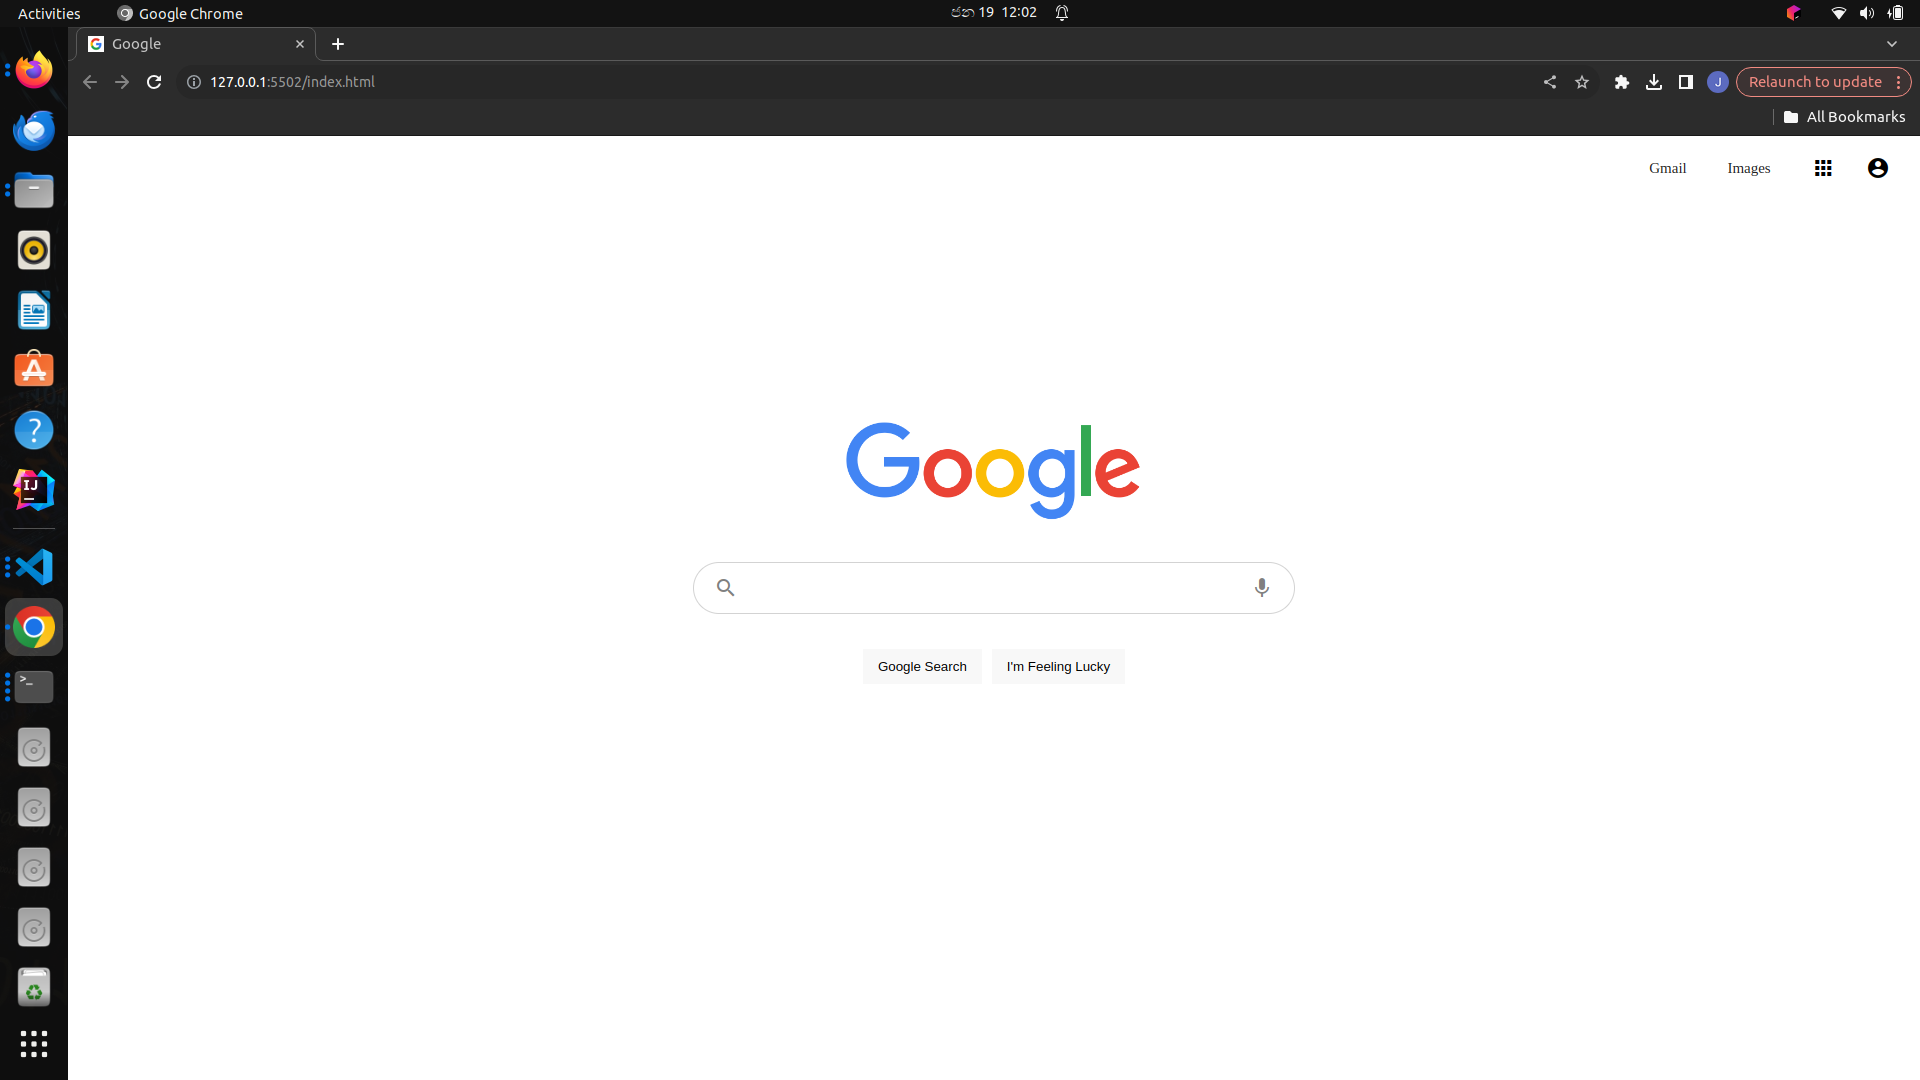 Activities Google Chrome ජන 19 12:02
Google
127.0.0.1:5502/index.html J Relaunch to update
All Bookmarks
Gmail Images
Google
Google Search I'm Feeling Lucky